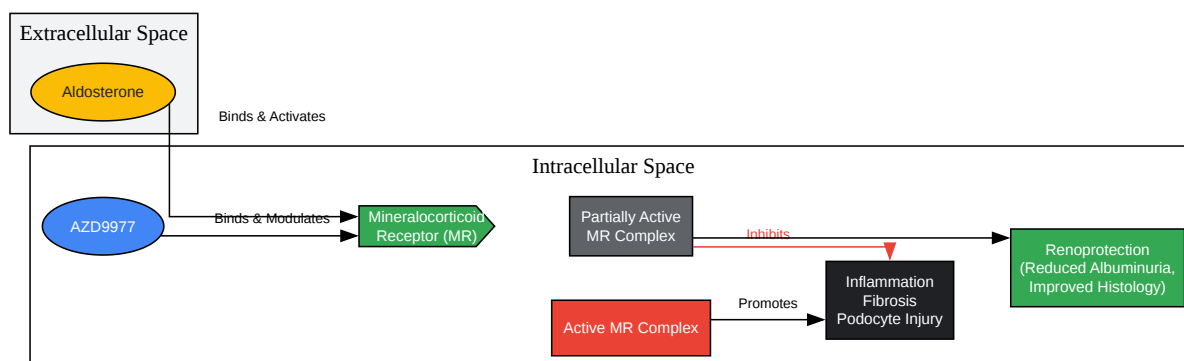 Extracellular Space
Aldosterone
Binds & Activates
Intracellular Space
AZD9977
Binds & Modulates
Mineralocorticoid
Receptor (MR)
Partially Active
MR Complex
Inhibits
Renoprotection
(Reduced Albuminuria,
Improved Histology)
Inflammation
Fibrosis
Podocyte Injury
Active MR Complex
Promotes